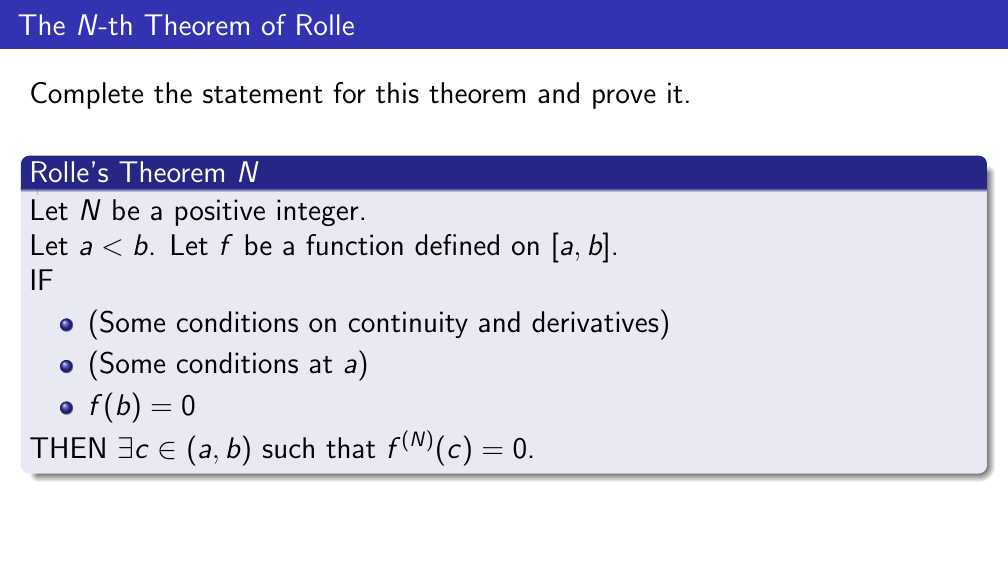 The N-th Theorem of Rolle
Complete the statement for this theorem and prove it.
Rolle's Theorem N
Let N be a positive integer.
Let a < b. Let f be a function defined on [a, b].
IF
(Some conditions on continuity and derivatives)
(Some conditions at a)
f(b) = 0
THEN ∃c ∈ (a, b) such that f^(N)(c) = 0.